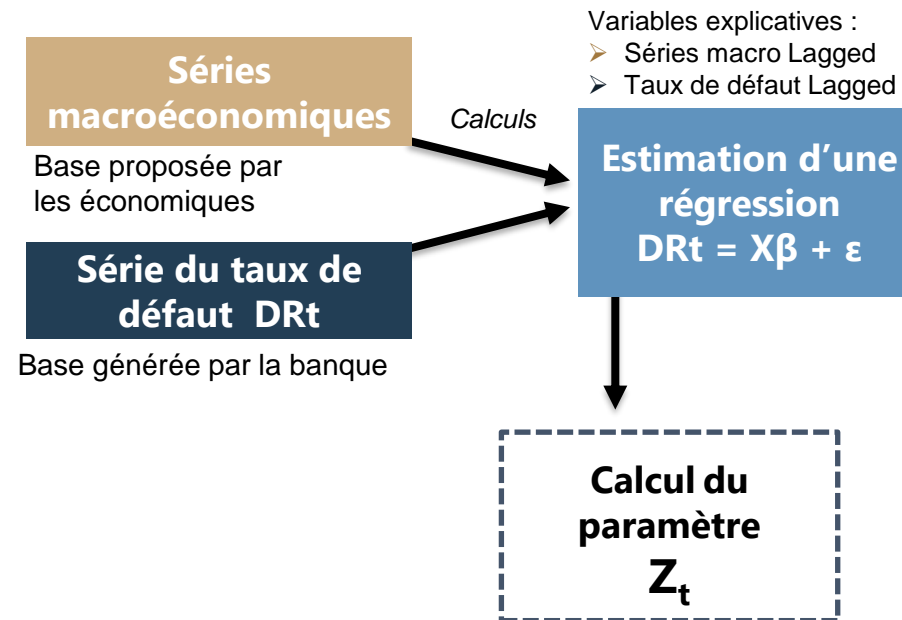 Variables explicatives :
➢ Séries macro Lagged
➢ Taux de défaut Lagged
Séries
macroéconomiques
Calculs
Base proposée par
les économiques
Estimation d’une
régression
DRt = Xβ + ε
Série du taux de
défaut DRt
Base générée par la banque
Calcul du
paramètre
Zt